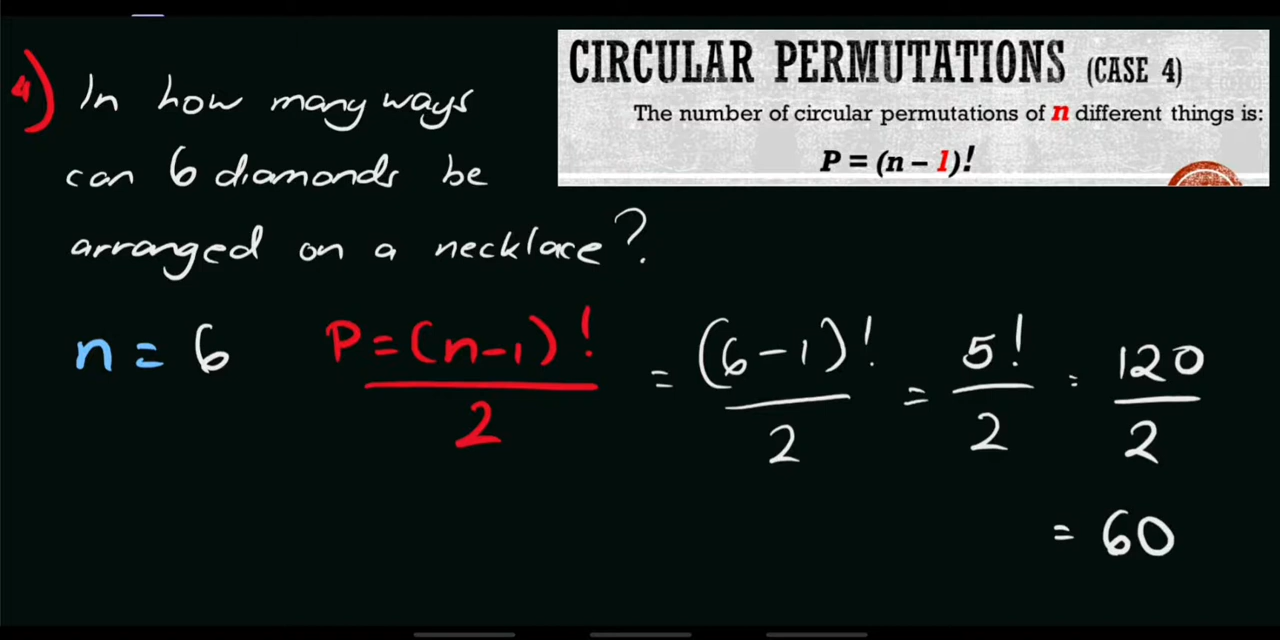 4) In how many ways
can 6 diamonds be
arranged on a necklace?
CIRCULAR PERMUTATIONS (CASE 4)
The number of circular permutations of n different things is:
P = (n – 1)!
n = 6 P = (n-1)! / 2 = (6-1)! / 2 = 5! / 2 = 120 / 2
= 60